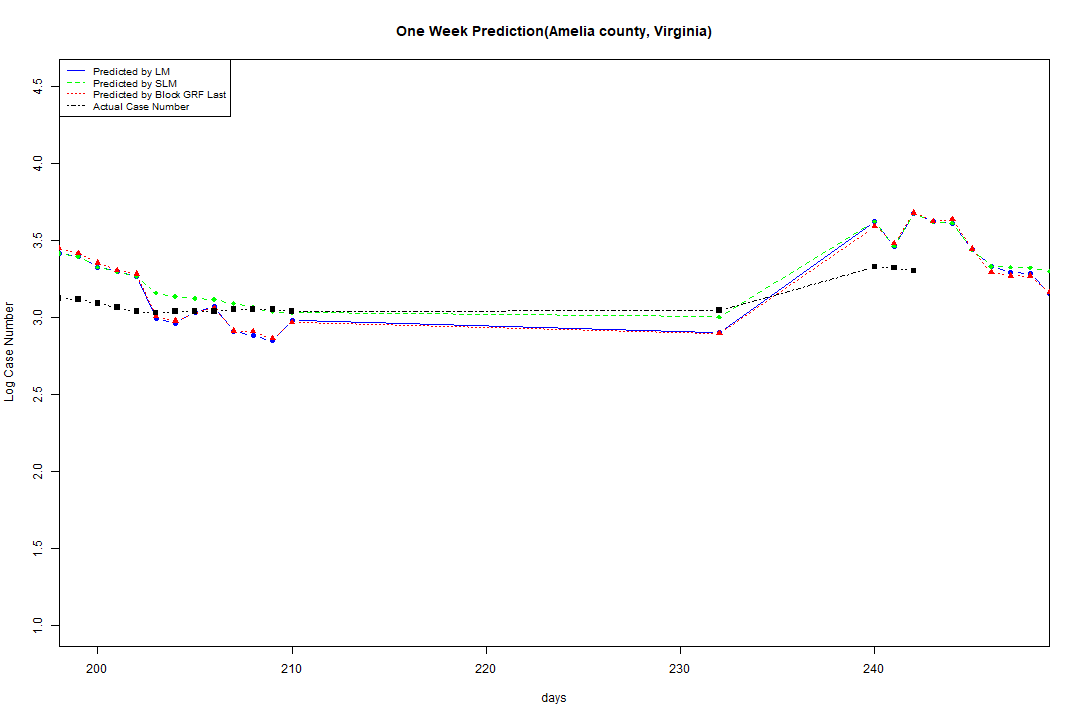 One Week Prediction(Amelia county, Virginia)
Predicted by LM
Predicted by SLM
Predicted by Block GRF Last
Actual Case Number
4.5
4.0
3.5
3.0
2.5
2.0
1.5
1.0
Log Case Number
200 210 220 230 240
days